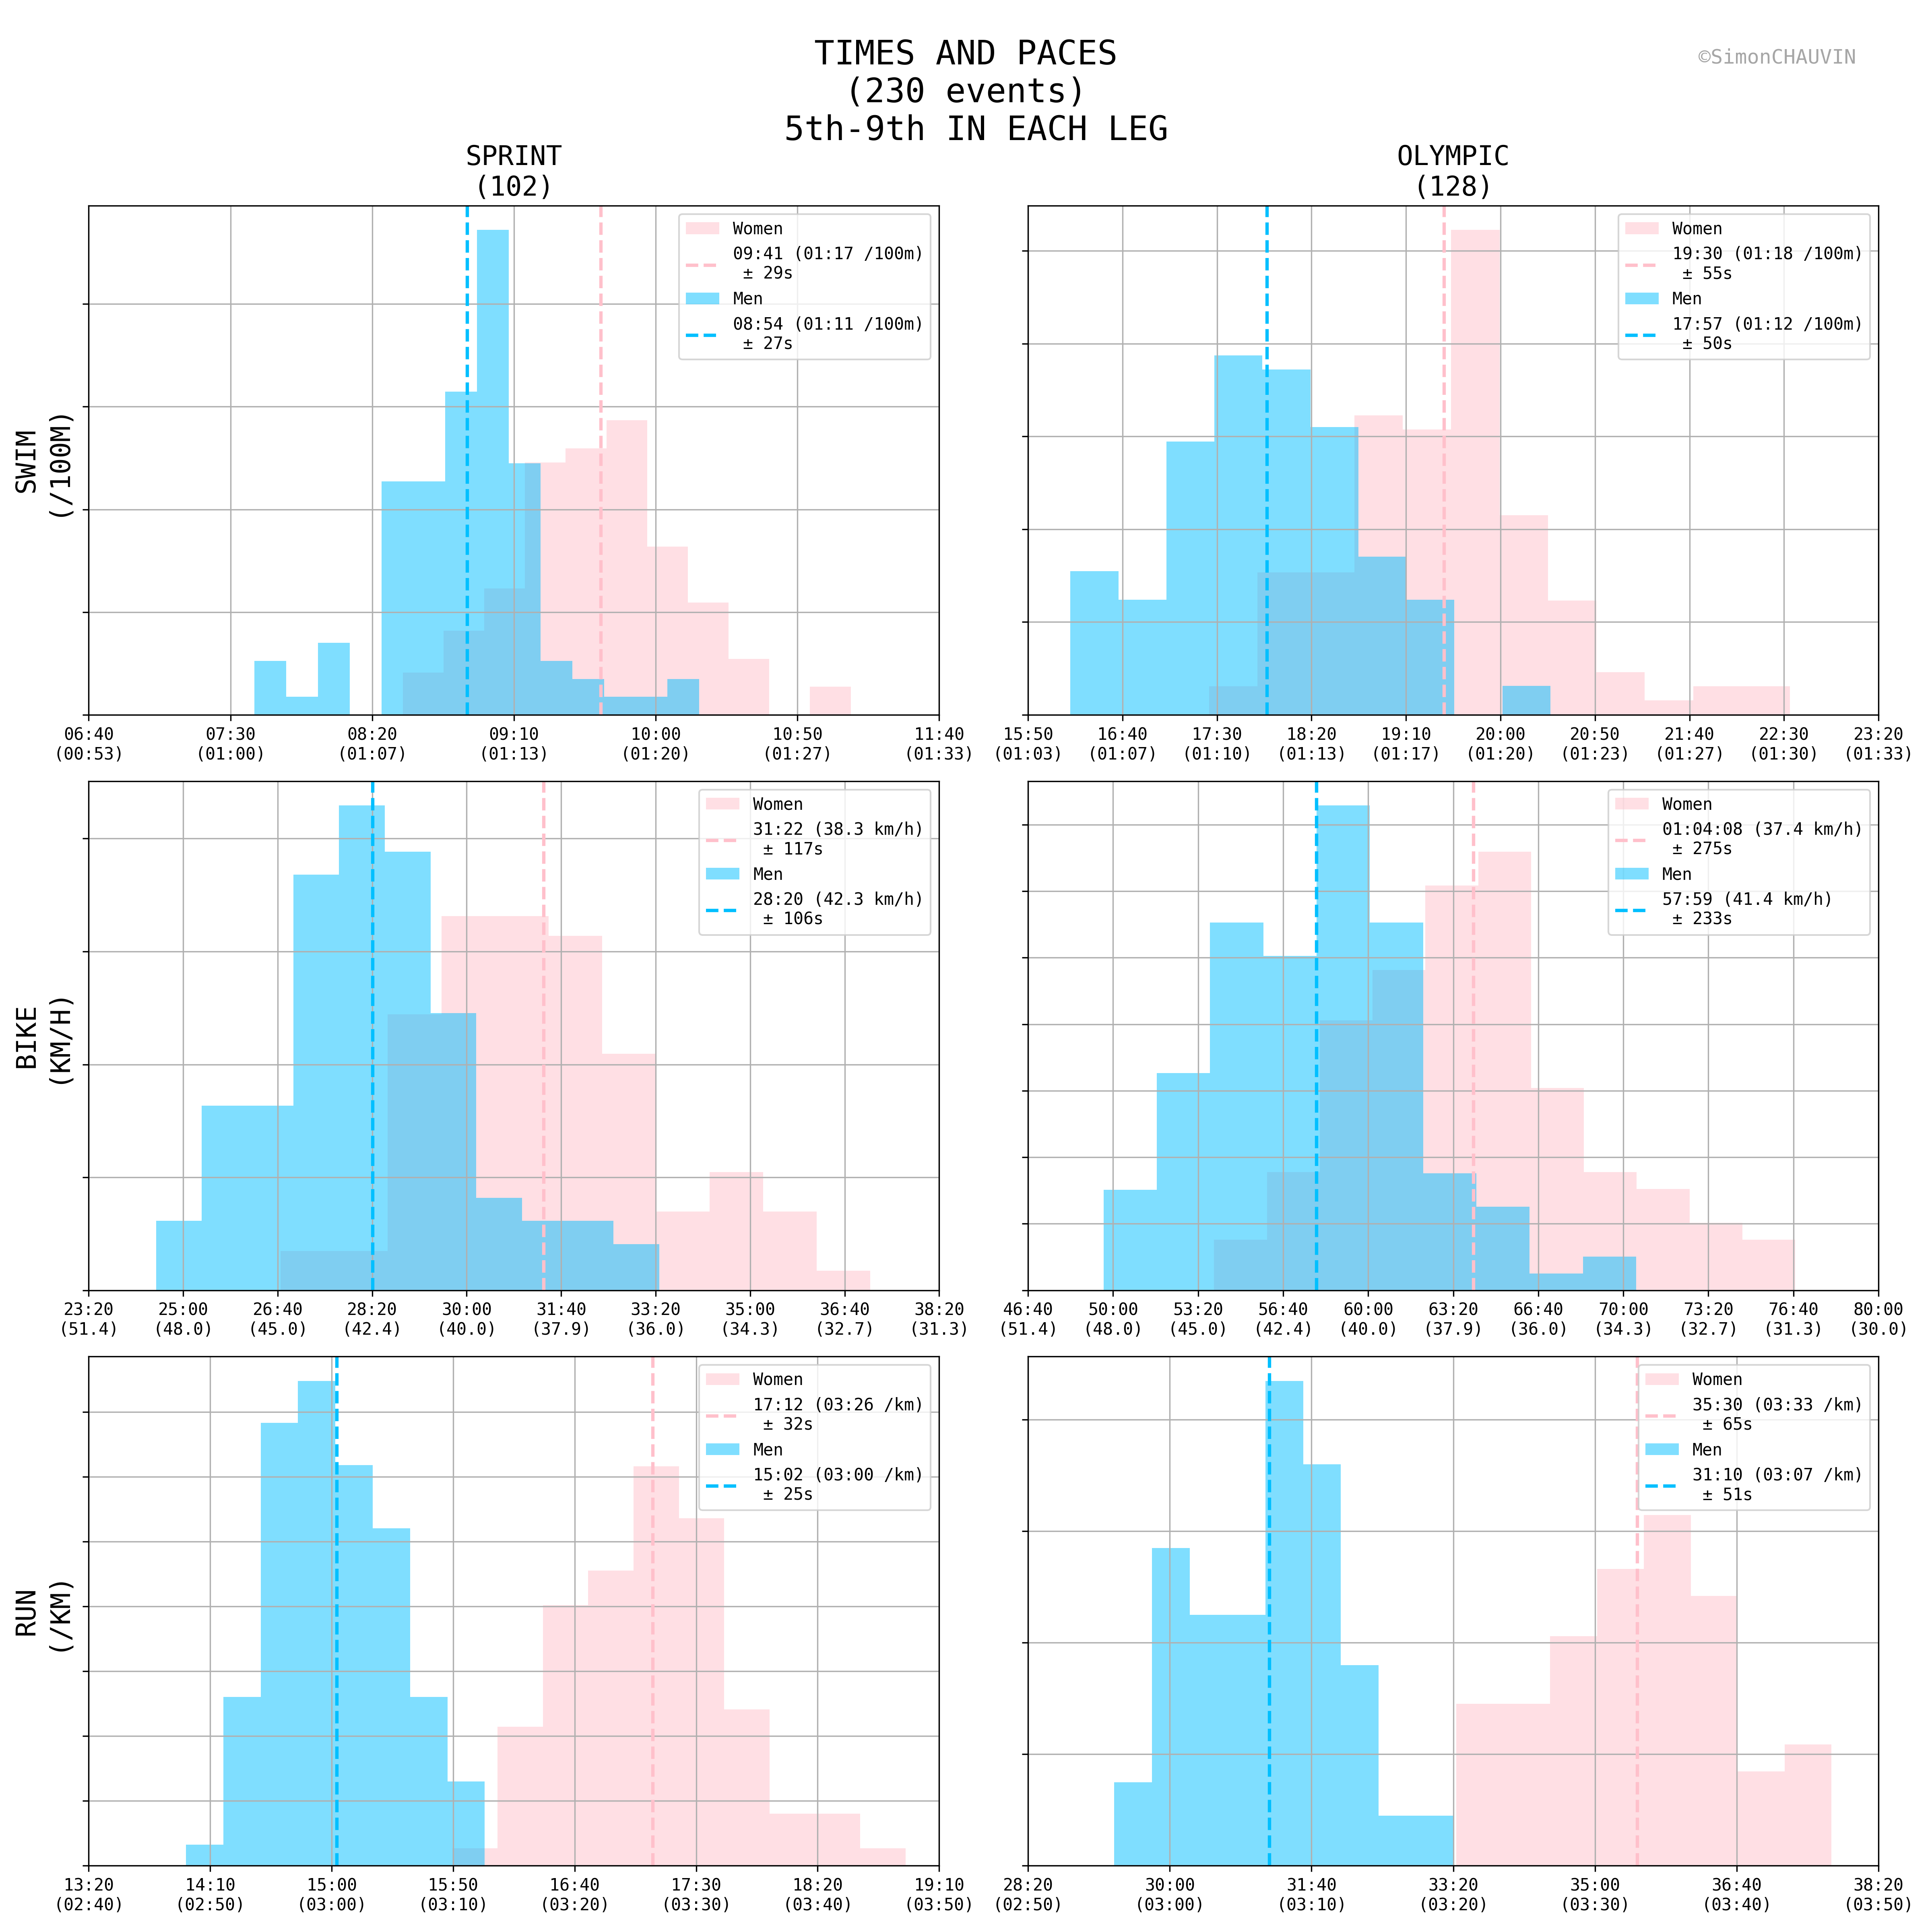 TIMES AND PACES
(230 events)
5th-9th IN EACH LEG
©SimonCHAUVIN
SPRINT
(102)
OLYMPIC
(128)
SWIM
(/100M)
Women
09:41 (01:17 /100m)
± 29s
Men
08:54 (01:11 /100m)
± 27s
06:40 07:30 08:20 09:10 10:00 10:50 11:40
(00:53) (01:00) (01:07) (01:13) (01:20) (01:27) (01:33)
Women
19:30 (01:18 /100m)
± 55s
Men
17:57 (01:12 /100m)
± 50s
15:50 16:40 17:30 18:20 19:10 20:00 20:50 21:40 22:30 23:20
(01:03) (01:07) (01:10) (01:13) (01:17) (01:20) (01:23) (01:27) (01:30) (01:33)
BIKE
(KM/H)
Women
31:22 (38.3 km/h)
± 117s
Men
28:20 (42.3 km/h)
± 106s
23:20 25:00 26:40 28:20 30:00 31:40 33:20 35:00 36:40 38:20
(51.4) (48.0) (45.0) (42.4) (40.0) (37.9) (36.0) (34.3) (32.7) (31.3)
Women
01:04:08 (37.4 km/h)
± 275s
Men
57:59 (41.4 km/h)
± 233s
46:40 50:00 53:20 56:40 60:00 63:20 66:40 70:00 73:20 76:40 80:00
(51.4) (48.0) (45.0) (42.4) (40.0) (37.9) (36.0) (34.3) (32.7) (31.3) (30.0)
RUN
(/KM)
Women
17:12 (03:26 /km)
± 32s
Men
15:02 (03:00 /km)
± 25s
13:20 14:10 15:00 15:50 16:40 17:30 18:20 19:10
(02:40) (02:50) (03:00) (03:10) (03:20) (03:30) (03:40) (03:50)
Women
35:30 (03:33 /km)
± 65s
Men
31:10 (03:07 /km)
± 51s
28:20 30:00 31:40 33:20 35:00 36:40 38:20
(02:50) (03:00) (03:10) (03:20) (03:30) (03:40) (03:50)